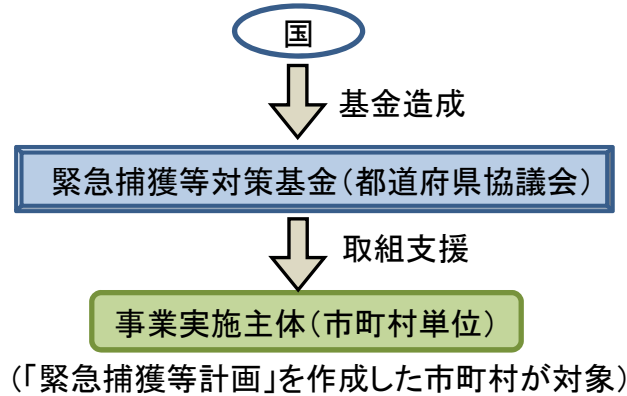 国
基金造成
緊急捕獲等対策基金(都道府県協議会)
取組支援
事業実施主体(市町村単位)
(「緊急捕獲等計画」を作成した市町村が対象)